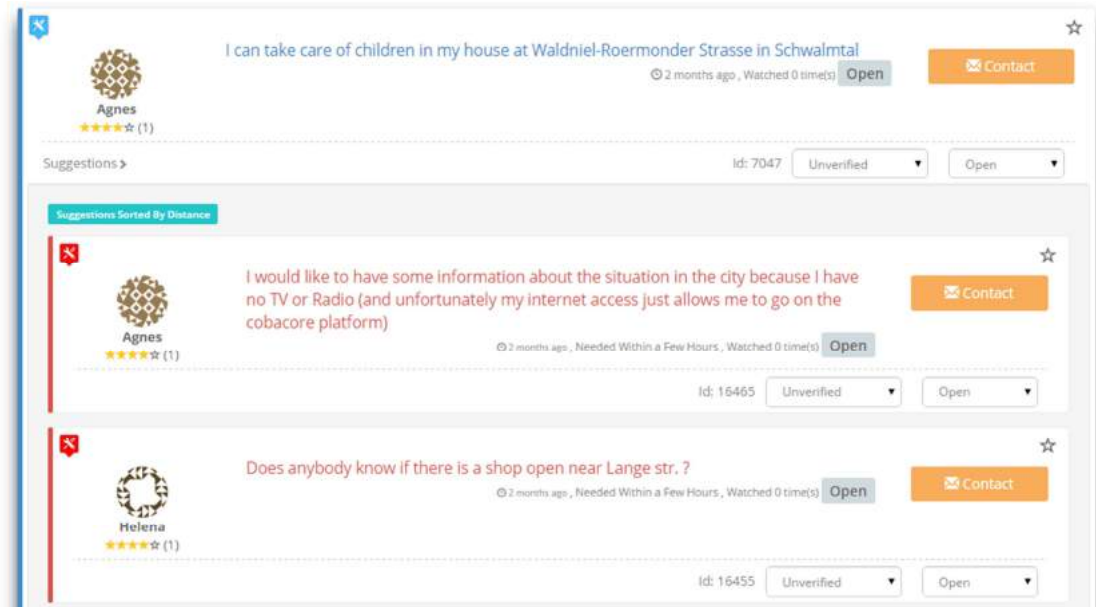 I can take care of children in my house at Waldniel-Roermonder Strasse in Schwalmtal
2 months ago , Watched 0 time(s) Open
Contact
Agnes
(1)
Suggestions
Id: 7047 Unverified Open
Suggestions Sorted By Distance
I would like to have some information about the situation in the city because I have
no TV or Radio (and unfortunately my internet access just allows me to go on the
cobacore platform)
Contact
Agnes
2 months ago , Needed Within a Few Hours , Watched 0 time(s) Open
(1)
Id: 16465 Unverified Open
Does anybody know if there is a shop open near Lange str. ?
2 months ago , Needed Within a Few Hours , Watched 0 time(s) Open
Contact
Helena
(1)
Id: 16455 Unverified Open